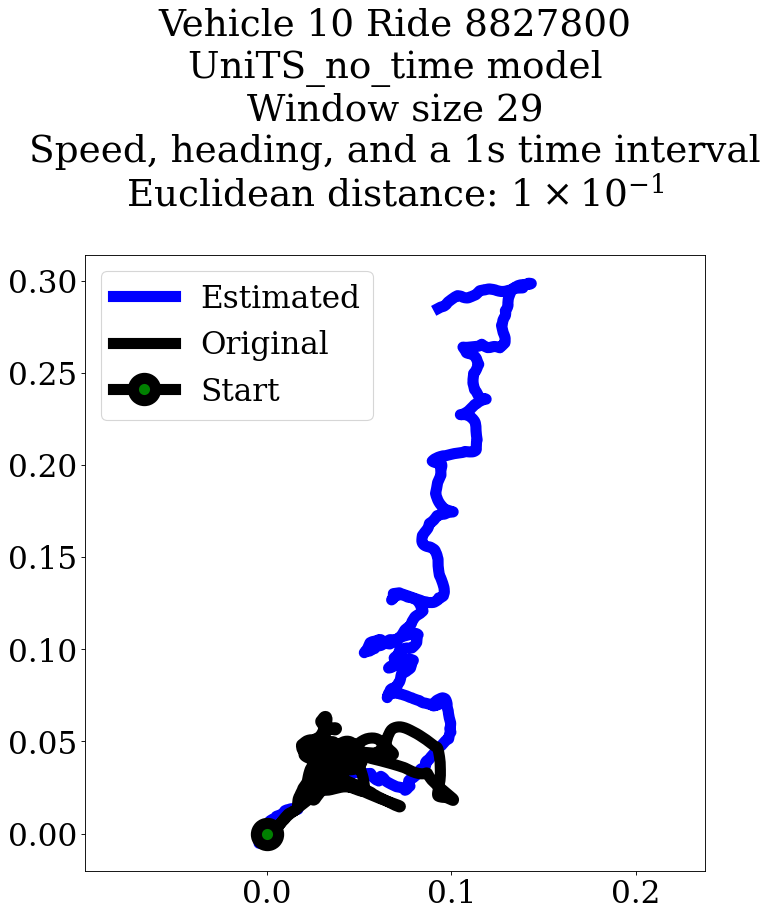 Vehicle 10 Ride 8827800
UniTS_no_time model
Window size 29
Speed, heading, and a 1s time interval
Euclidean distance: 1 × 10⁻¹
Estimated
Original
Start
0.30
0.25
0.20
0.15
0.10
0.05
0.00
0.0 0.1 0.2